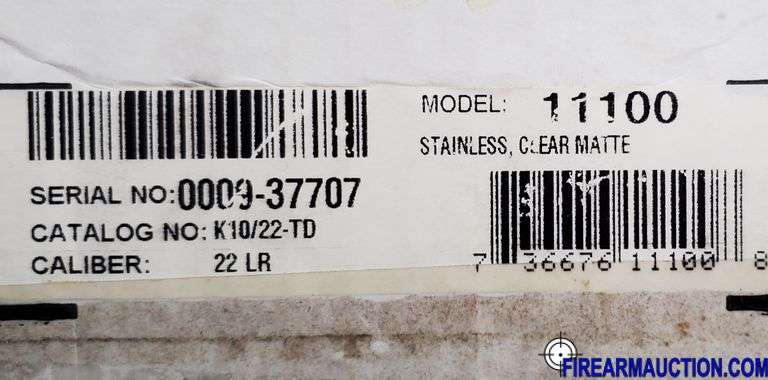 MODEL: 11100
STAINLESS, CLEAR MATTE
SERIAL NO: 0009-37707
CATALOG NO: K10/22-TD
CALIBER: 22 LR
7 36676 11100 8
FIREARMAUCTION.COM